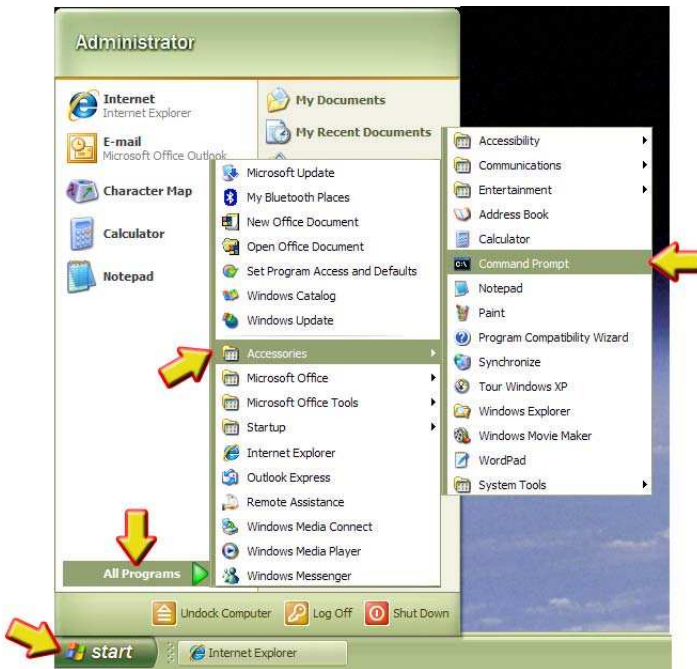 Administrator
Internet
Internet Explorer
E-mail
Microsoft Office Outlook
Character Map
Calculator
Notepad
All Programs
My Documents
My Recent Documents
Microsoft Update
My Bluetooth Places
New Office Document
Open Office Document
Set Program Access and Defaults
Windows Catalog
Windows Update
Accessories
Microsoft Office
Microsoft Office Tools
Startup
Internet Explorer
Outlook Express
Remote Assistance
Windows Media Connect
Windows Media Player
Windows Messenger
Accessibility
Communications
Entertainment
Address Book
Calculator
C:\
Command Prompt
Notepad
Paint
Program Compatibility Wizard
Synchronize
Tour Windows XP
Windows Explorer
Windows Movie Maker
WordPad
System Tools
Undock Computer
Log Off
Shut Down
start
Internet Explorer